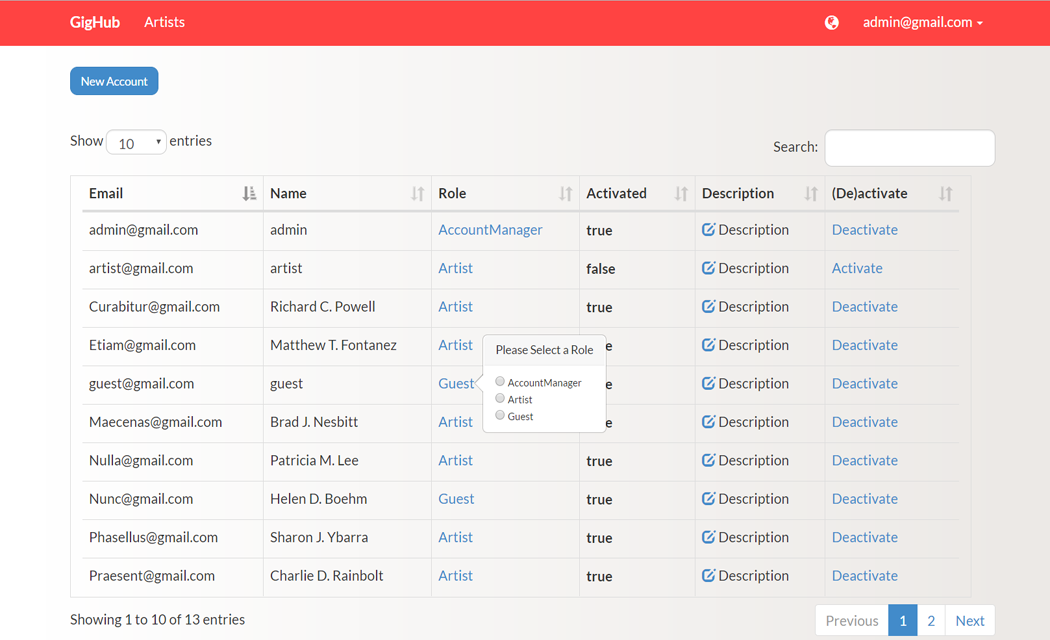 GigHub Artists admin@gmail.com
New Account
Show 10 entries Search:
Email Name Role Activated Description (De)activate
admin@gmail.com admin AccountManager true Description Deactivate
artist@gmail.com artist Artist false Description Activate
Curabitur@gmail.com Richard C. Powell Artist true Description Deactivate
Etiam@gmail.com Matthew T. Fontanez Artist e Description Deactivate
Please Select a Role
guest@gmail.com guest Guest e Description Deactivate
AccountManager
Artist
Guest
Maecenas@gmail.com Brad J. Nesbitt Artist e Description Deactivate
Nulla@gmail.com Patricia M. Lee Artist true Description Deactivate
Nunc@gmail.com Helen D. Boehm Guest true Description Deactivate
Phasellus@gmail.com Sharon J. Ybarra Artist true Description Deactivate
Praesent@gmail.com Charlie D. Rainbolt Artist true Description Deactivate
Showing 1 to 10 of 13 entries Previous 1 2 Next